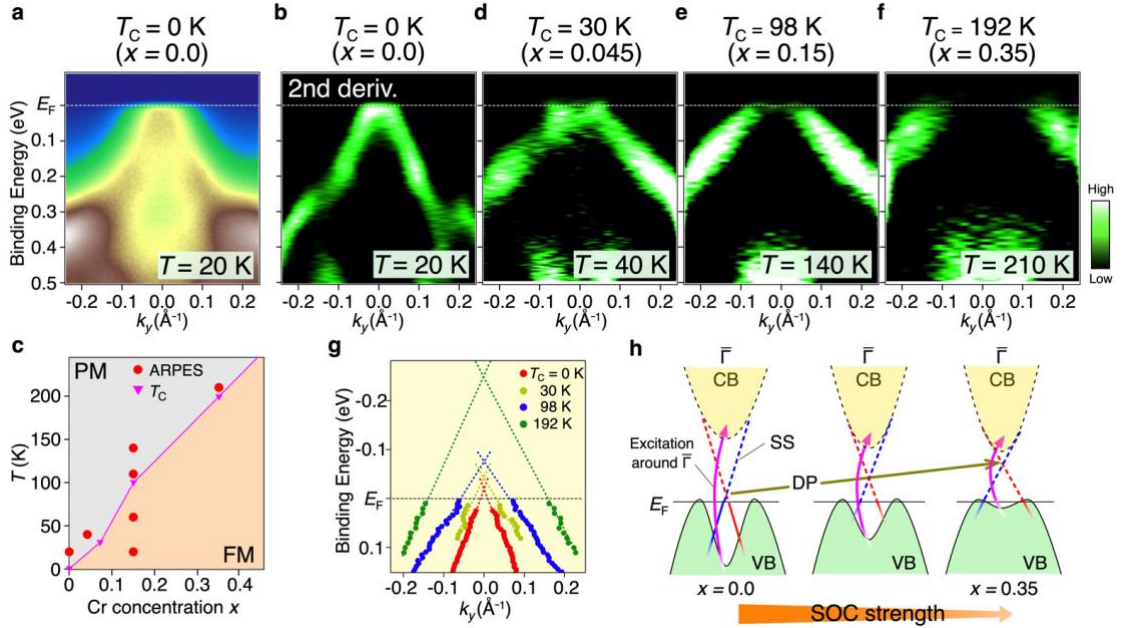 a
T_C = 0 K
(x = 0.0)
E_F
0.1
0.2
0.3
0.4
0.5
Binding Energy (eV)
T = 20 K
-0.2 -0.1 0.0 0.1 0.2
k_y(Å⁻¹)
b
T_C = 0 K
(x = 0.0)
2nd deriv.
T = 20 K
-0.2 -0.1 0.0 0.1 0.2
k_y(Å⁻¹)
d
T_C = 30 K
(x = 0.045)
T = 40 K
-0.2 -0.1 0.0 0.1 0.2
k_y(Å⁻¹)
e
T_C = 98 K
(x = 0.15)
T = 140 K
-0.2 -0.1 0.0 0.1 0.2
k_y(Å⁻¹)
f
T_C = 192 K
(x = 0.35)
T = 210 K
-0.2 -0.1 0.0 0.1 0.2
k_y(Å⁻¹)
High
Low
c
PM
ARPES
T_C
FM
200
150
100
50
0
T (K)
0 0.1 0.2 0.3 0.4
Cr concentration x
g
T_C = 0 K
30 K
98 K
192 K
-0.2
-0.1
E_F
0.1
Binding Energy (eV)
-0.2 -0.1 0.0 0.1 0.2
k_y(Å⁻¹)
h
Γ̅ Γ̅ Γ̅
CB CB CB
Excitation
around Γ̅
SS
DP
E_F
VB VB VB
x = 0.0 x = 0.35
SOC strength